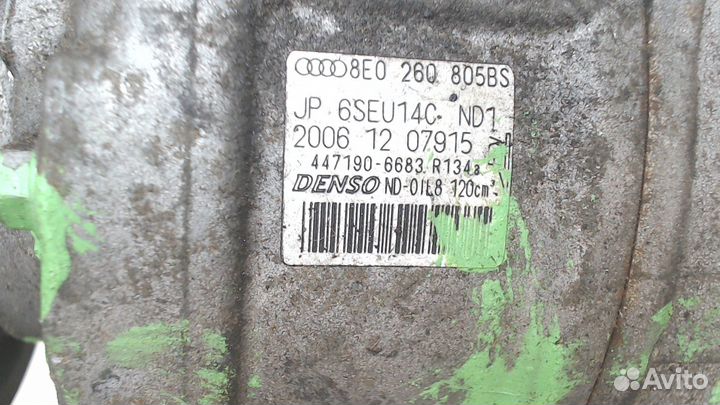 8E0 260 805BS
JP 6SEU14C ND1
2006 12 07915
447190-6683 R134a
DENSO ND-OIL8 120cm³
Avito